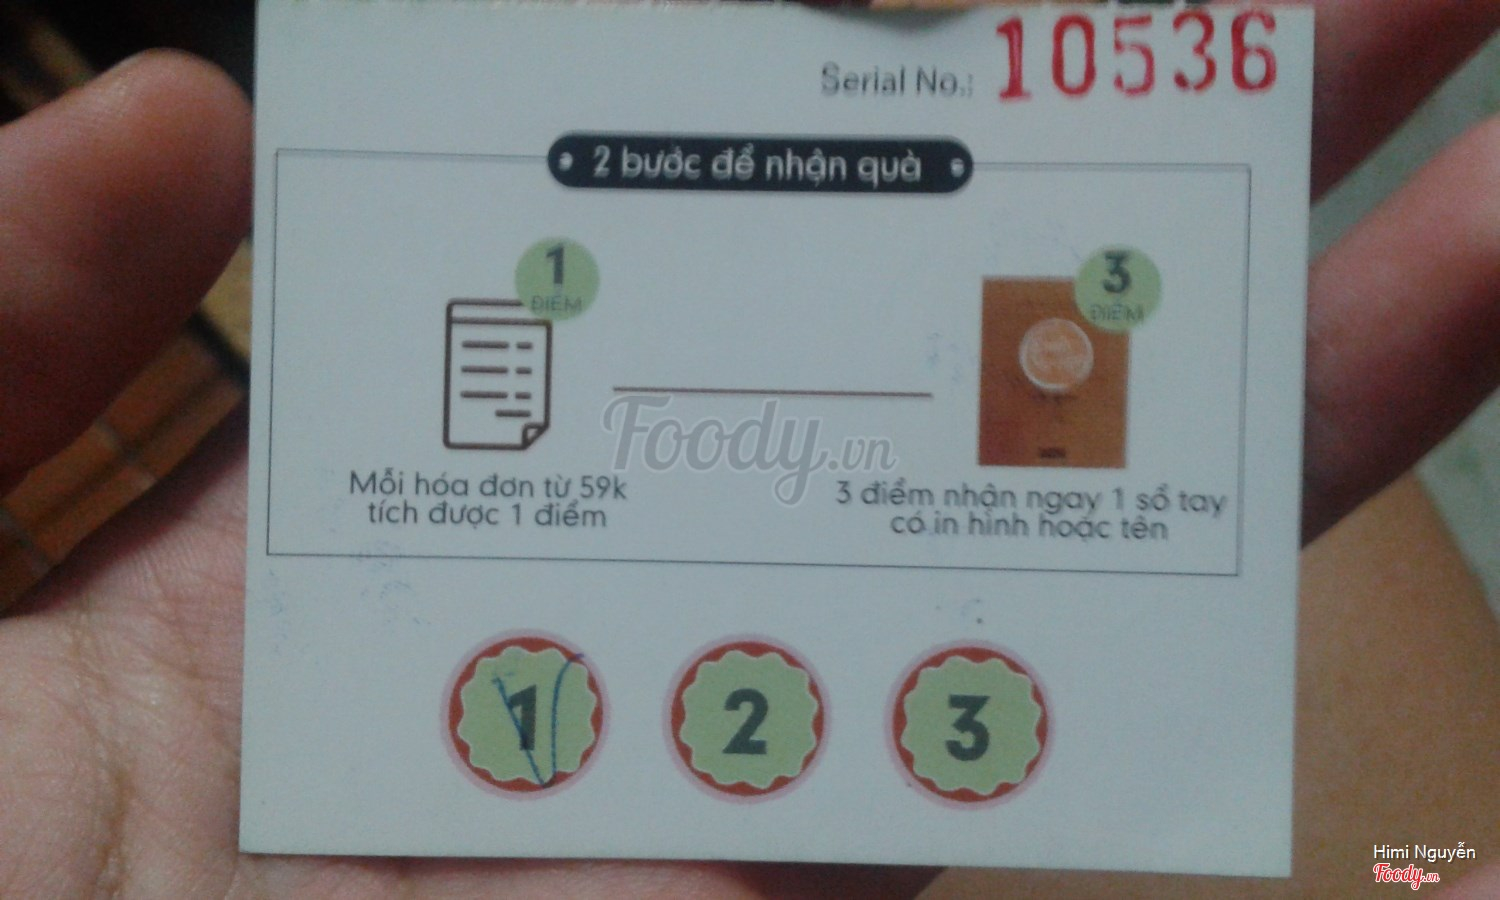 Serial No.: 10536
2 bước để nhận quà
1
ĐIỂM
3
ĐIỂM
Mỗi hóa đơn từ 59k
tích được 1 điểm
3 điểm nhận ngay 1 sổ tay
có in hình hoặc tên
Foody.vn
1
2
3
Himi Nguyễn
Foody.vn